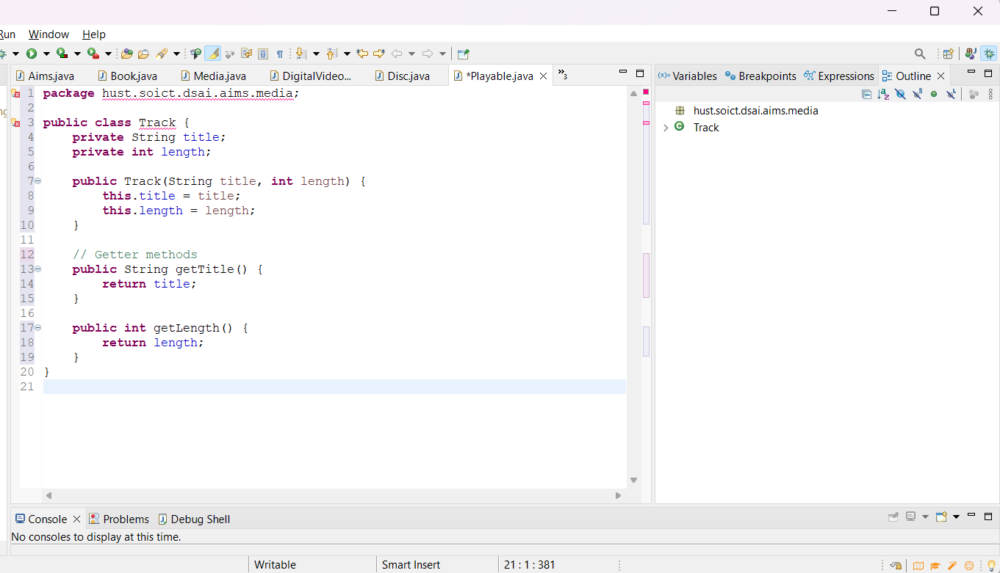 Run Window Help
Aims.java Book.java Media.java DigitalVideo... Disc.java *Playable.java »3
(x)= Variables Breakpoints Expressions Outline
1 package hust.soict.dsai.aims.media;
2
3 public class Track {
4 private String title;
5 private int length;
6
7 public Track(String title, int length) {
8 this.title = title;
9 this.length = length;
10 }
11
12 // Getter methods
13 public String getTitle() {
14 return title;
15 }
16
17 public int getLength() {
18 return length;
19 }
20 }
21
hust.soict.dsai.aims.media
Track
Console Problems Debug Shell
No consoles to display at this time.
Writable Smart Insert 21 : 1 : 381